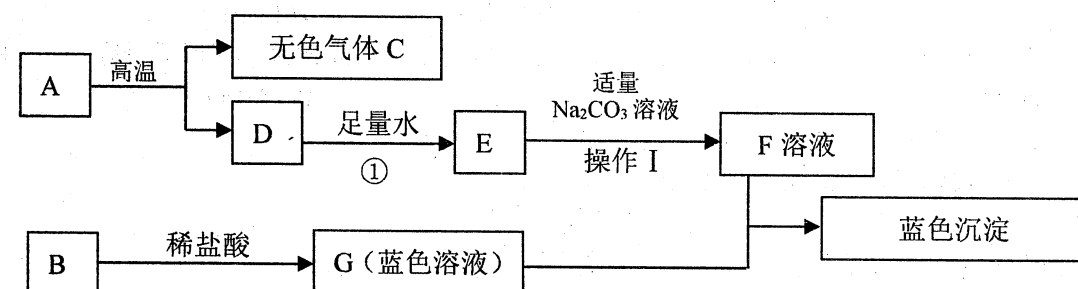 无色气体 C
A
高温
适量
Na₂CO₃ 溶液
D
足量水
①
E
操作 I
F 溶液
B
稀盐酸
G（蓝色溶液）
蓝色沉淀